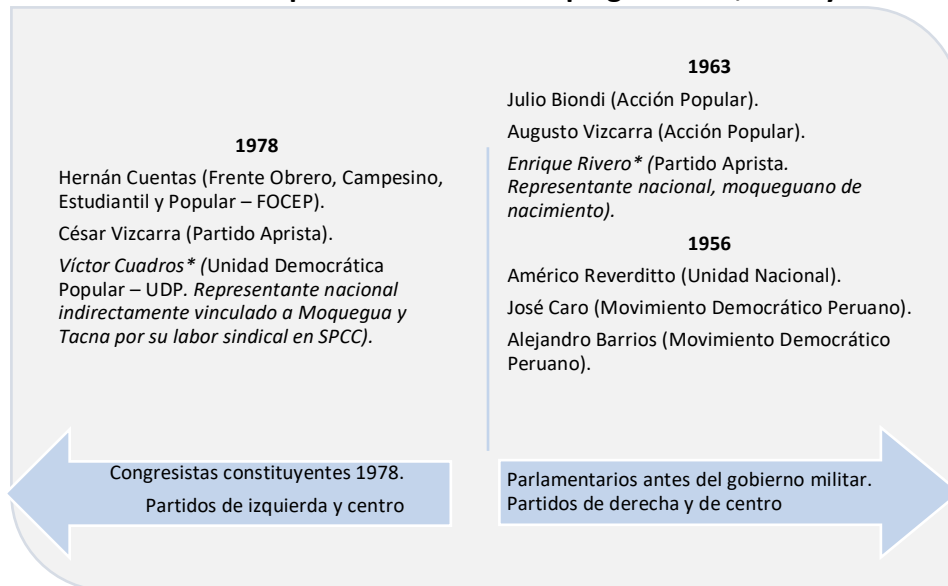 1978
Hernán Cuentas (Frente Obrero, Campesino,
Estudiantil y Popular – FOCEP).
César Vizcarra (Partido Aprista).
Víctor Cuadros* (Unidad Democrática
Popular – UDP. Representante nacional
indirectamente vinculado a Moquegua y
Tacna por su labor sindical en SPCC).
Congresistas constituyentes 1978.
Partidos de izquierda y centro
1963
Julio Biondi (Acción Popular).
Augusto Vizcarra (Acción Popular).
Enrique Rivero* (Partido Aprista.
Representante nacional, moqueguano de
nacimiento).
1956
Américo Reverditto (Unidad Nacional).
José Caro (Movimiento Democrático Peruano).
Alejandro Barrios (Movimiento Democrático
Peruano).
Parlamentarios antes del gobierno militar.
Partidos de derecha y de centro